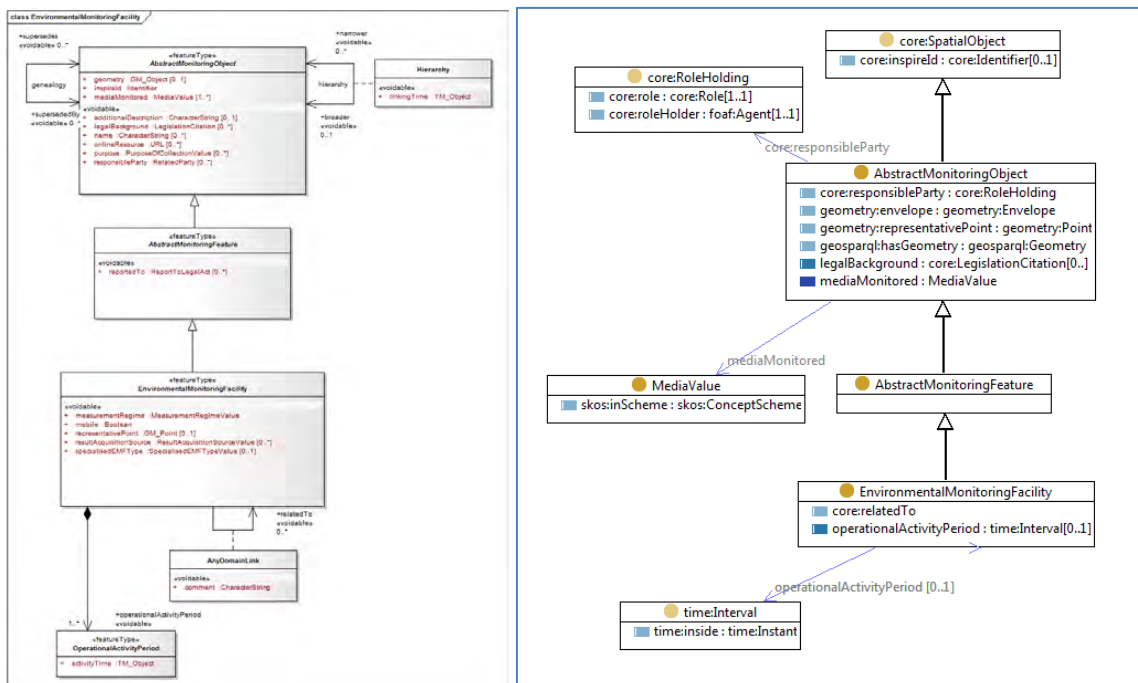 class EnvironmentalMonitoringFacility
+supersedes
«voidable» 0..*
genealogy
+supersededBy
«voidable» 0..*
«featureType»
AbstractMonitoringObject
+ geometry :GM_Object [0..1]
+ inspireId :Identifier
+ mediaMonitored :MediaValue [1..*]
«voidable»
+ additionalDescription :CharacterString [0..1]
+ legalBackground :LegislationCitation [0..*]
+ name :CharacterString [0..*]
+ onlineResource :URL [0..*]
+ purpose :PurposeOfCollectionValue [0..*]
+ responsibleParty :RelatedParty [0..*]
+narrower
«voidable»
0..*
hierarchy
+broader
«voidable»
0..1
Hierarchy
«voidable»
+ linkingTime :TM_Object
«featureType»
AbstractMonitoringFeature
«voidable»
+ reportedTo :ReportToLegalAct [0..*]
«featureType»
EnvironmentalMonitoringFacility
«voidable»
+ measurementRegime :MeasurementRegimeValue
+ mobile :Boolean
+ representativePoint :GM_Point [0..1]
+ resultAcquisitionSource :ResultAcquisitionSourceValue [0..*]
+ specialisedEMFType :SpecialisedEMFTypeValue [0..1]
+relatedTo
«voidable»
0..*
AnyDomainLink
«voidable»
+ comment :CharacterString
+operationalActivityPeriod
1..* «voidable»
«featureType»
OperationalActivityPeriod
+ activityTime :TM_Object
core:SpatialObject
core:inspireId : core:Identifier[0..1]
core:RoleHolding
core:role : core:Role[1..1]
core:roleHolder : foaf:Agent[1..1]
core:responsibleParty
AbstractMonitoringObject
core:responsibleParty : core:RoleHolding
geometry:envelope : geometry:Envelope
geometry:representativePoint : geometry:Point
geosparql:hasGeometry : geosparql:Geometry
legalBackground : core:LegislationCitation[0..]
mediaMonitored : MediaValue
mediaMonitored
MediaValue
skos:inScheme : skos:ConceptScheme
AbstractMonitoringFeature
EnvironmentalMonitoringFacility
core:relatedTo
operationalActivityPeriod : time:Interval[0..1]
operationalActivityPeriod [0..1]
time:Interval
time:inside : time:Instant